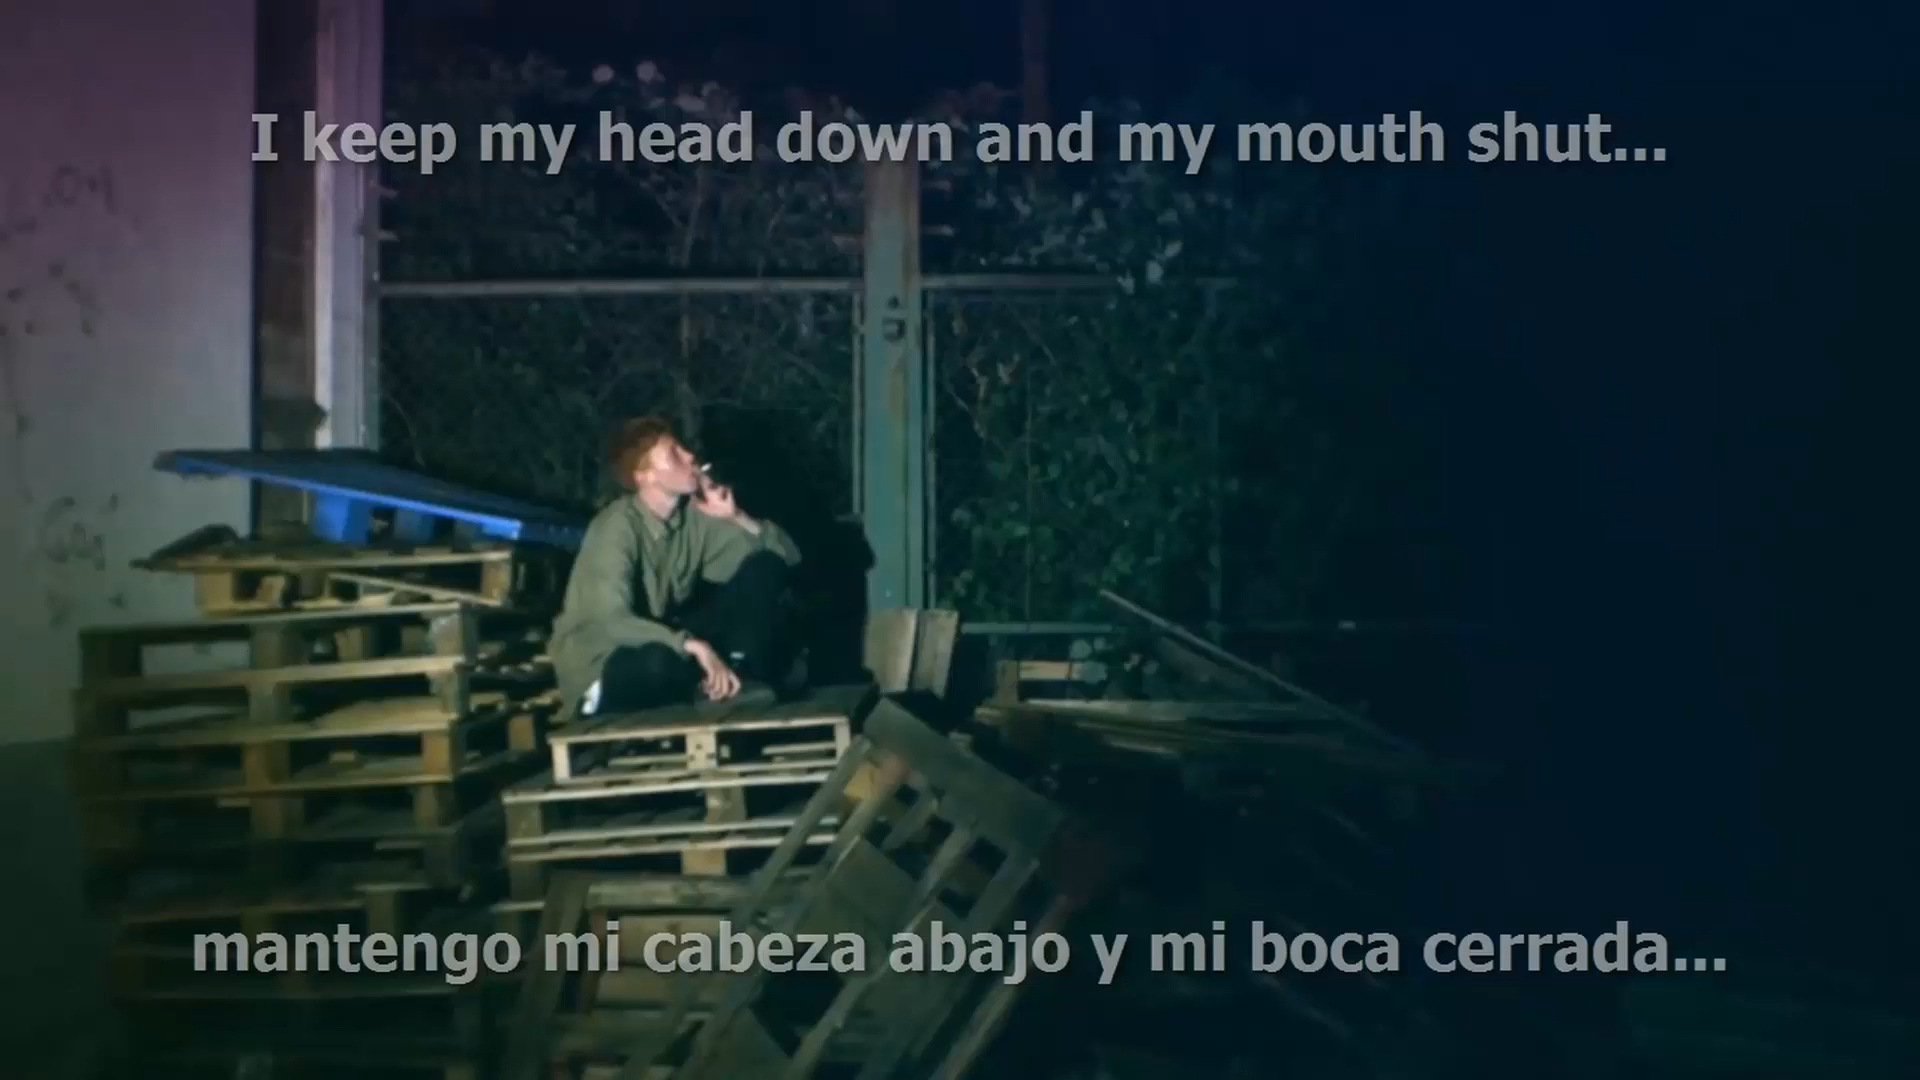 I keep my head down and my mouth shut...
mantengo mi cabeza abajo y mi boca cerrada...